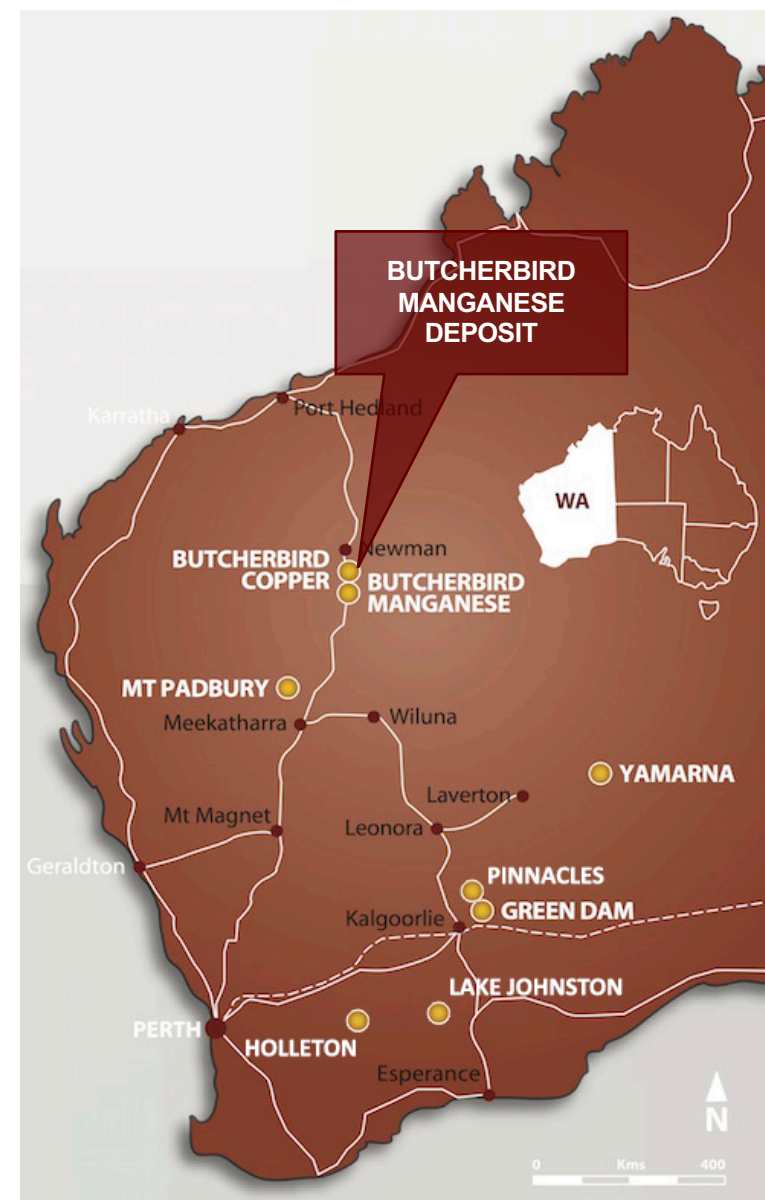 BUTCHERBIRD
MANGANESE
DEPOSIT
Karratha
Port Hedland
WA
Newman
BUTCHERBIRD
COPPER
BUTCHERBIRD
MANGANESE
MT PADBURY
Meekatharra
Wiluna
YAMARNA
Laverton
Mt Magnet
Leonora
Geraldton
PINNACLES
GREEN DAM
Kalgoorlie
LAKE JOHNSTON
PERTH
HOLLETON
Esperance
N
0 Kms 400